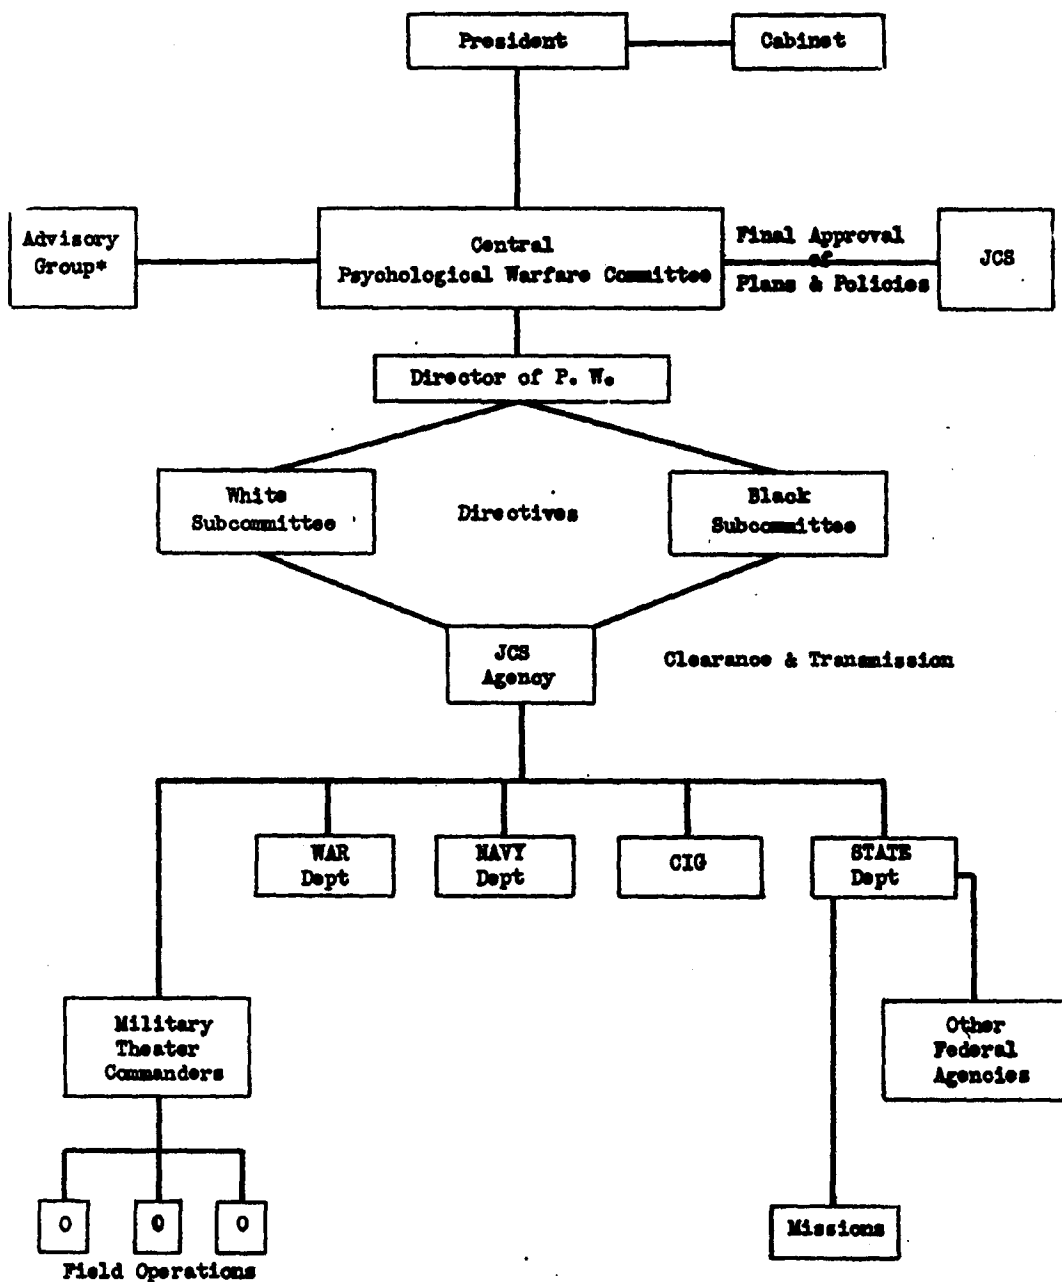 President
Cabinet
Advisory
Group*
Central
Psychological Warfare Committee
Final Approval
of
Plans & Policies
JCS
Director of P. W.
White
Subcommittee
Directives
Black
Subcommittee
JCS
Agency
Clearance & Transmission
WAR
Dept
NAVY
Dept
CIG
STATE
Dept
Military
Theater
Commanders
Other
Federal
Agencies
O
O
O
Field Operations
Missions